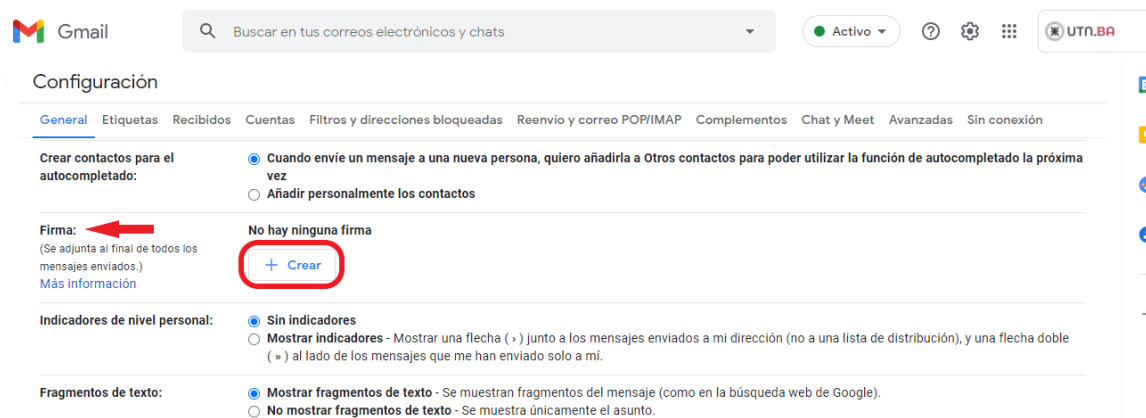 Gmail
Buscar en tus correos electrónicos y chats
Activo
UTN.BA
Configuración
General Etiquetas Recibidos Cuentas Filtros y direcciones bloqueadas Reenvío y correo POP/IMAP Complementos Chat y Meet Avanzadas Sin conexión
Crear contactos para el
autocompletado:
Cuando envíe un mensaje a una nueva persona, quiero añadirla a Otros contactos para poder utilizar la función de autocompletado la próxima
vez
Añadir personalmente los contactos
Firma:
(Se adjunta al final de todos los
mensajes enviados.)
Más información
No hay ninguna firma
+ Crear
Indicadores de nivel personal:
Sin indicadores
Mostrar indicadores - Mostrar una flecha ( › ) junto a los mensajes enviados a mi dirección (no a una lista de distribución), y una flecha doble
( » ) al lado de los mensajes que me han enviado solo a mí.
Fragmentos de texto:
Mostrar fragmentos de texto - Se muestran fragmentos del mensaje (como en la búsqueda web de Google).
No mostrar fragmentos de texto - Se muestra únicamente el asunto.